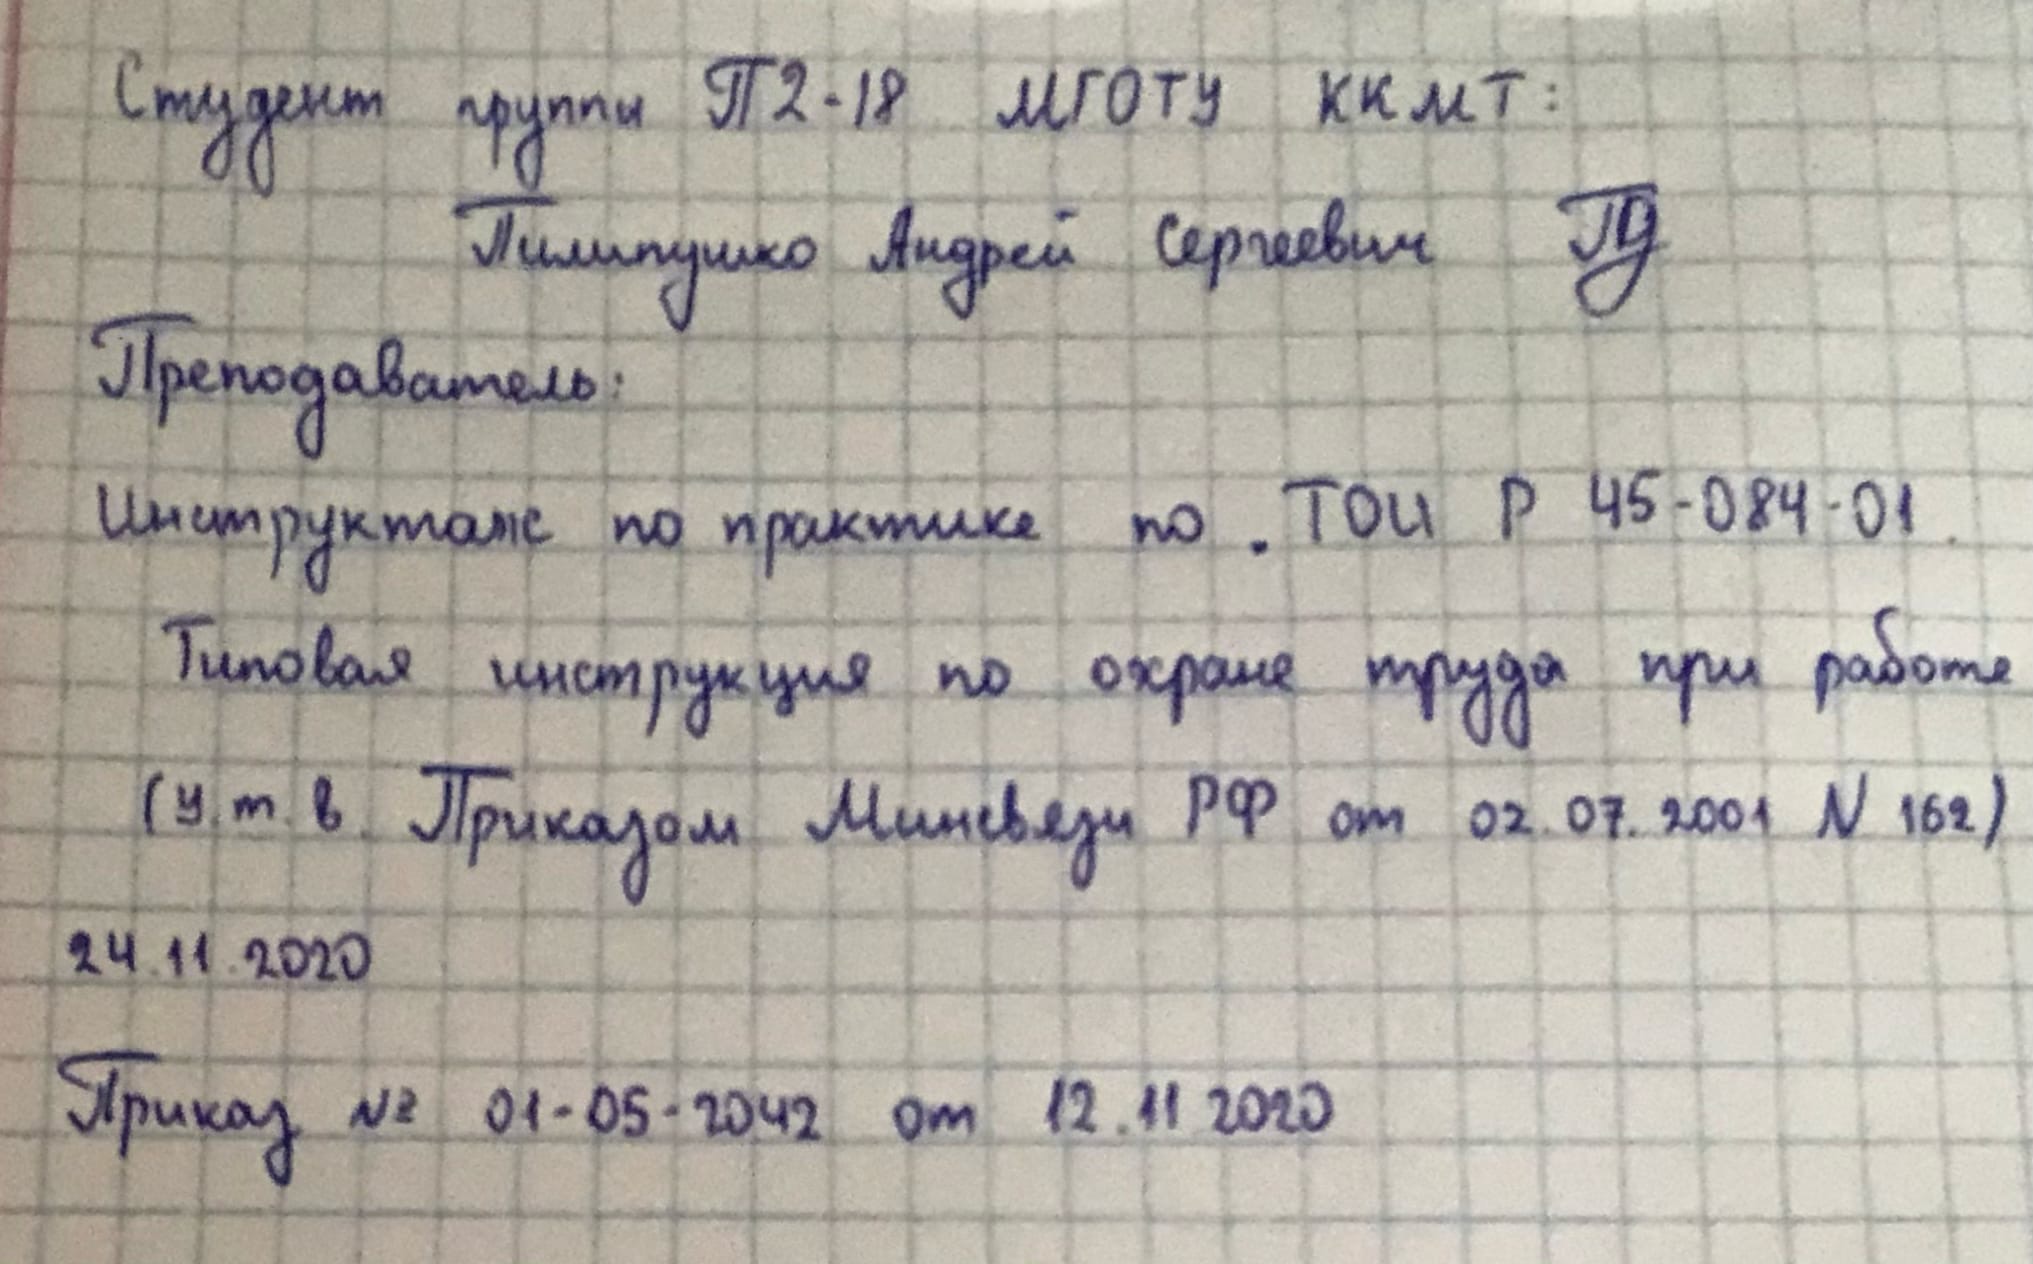 Студент группы П2-18 МГОТУ ККМТ:
Пилипушко Андрей Сергеевич
Преподаватель:
Инструктаж по практике по . ТОИ Р 45-084-01.
Типовая инструкция по охране труда при работе
(У.т.в. Приказом Минсвязи РФ от 02.07.2001 N 162)
24.11.2020
Приказ № 01-05-2042 от 12.11 2020